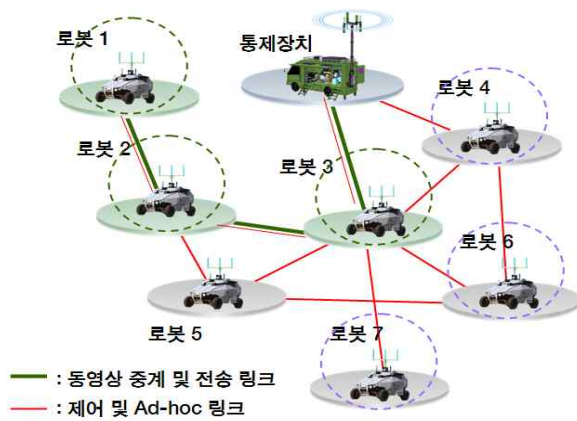 로봇 1
통제장치
로봇 4
로봇 2
로봇 3
로봇 6
로봇 5
로봇 7
: 동영상 중계 및 전송 링크
: 제어 및 Ad-hoc 링크